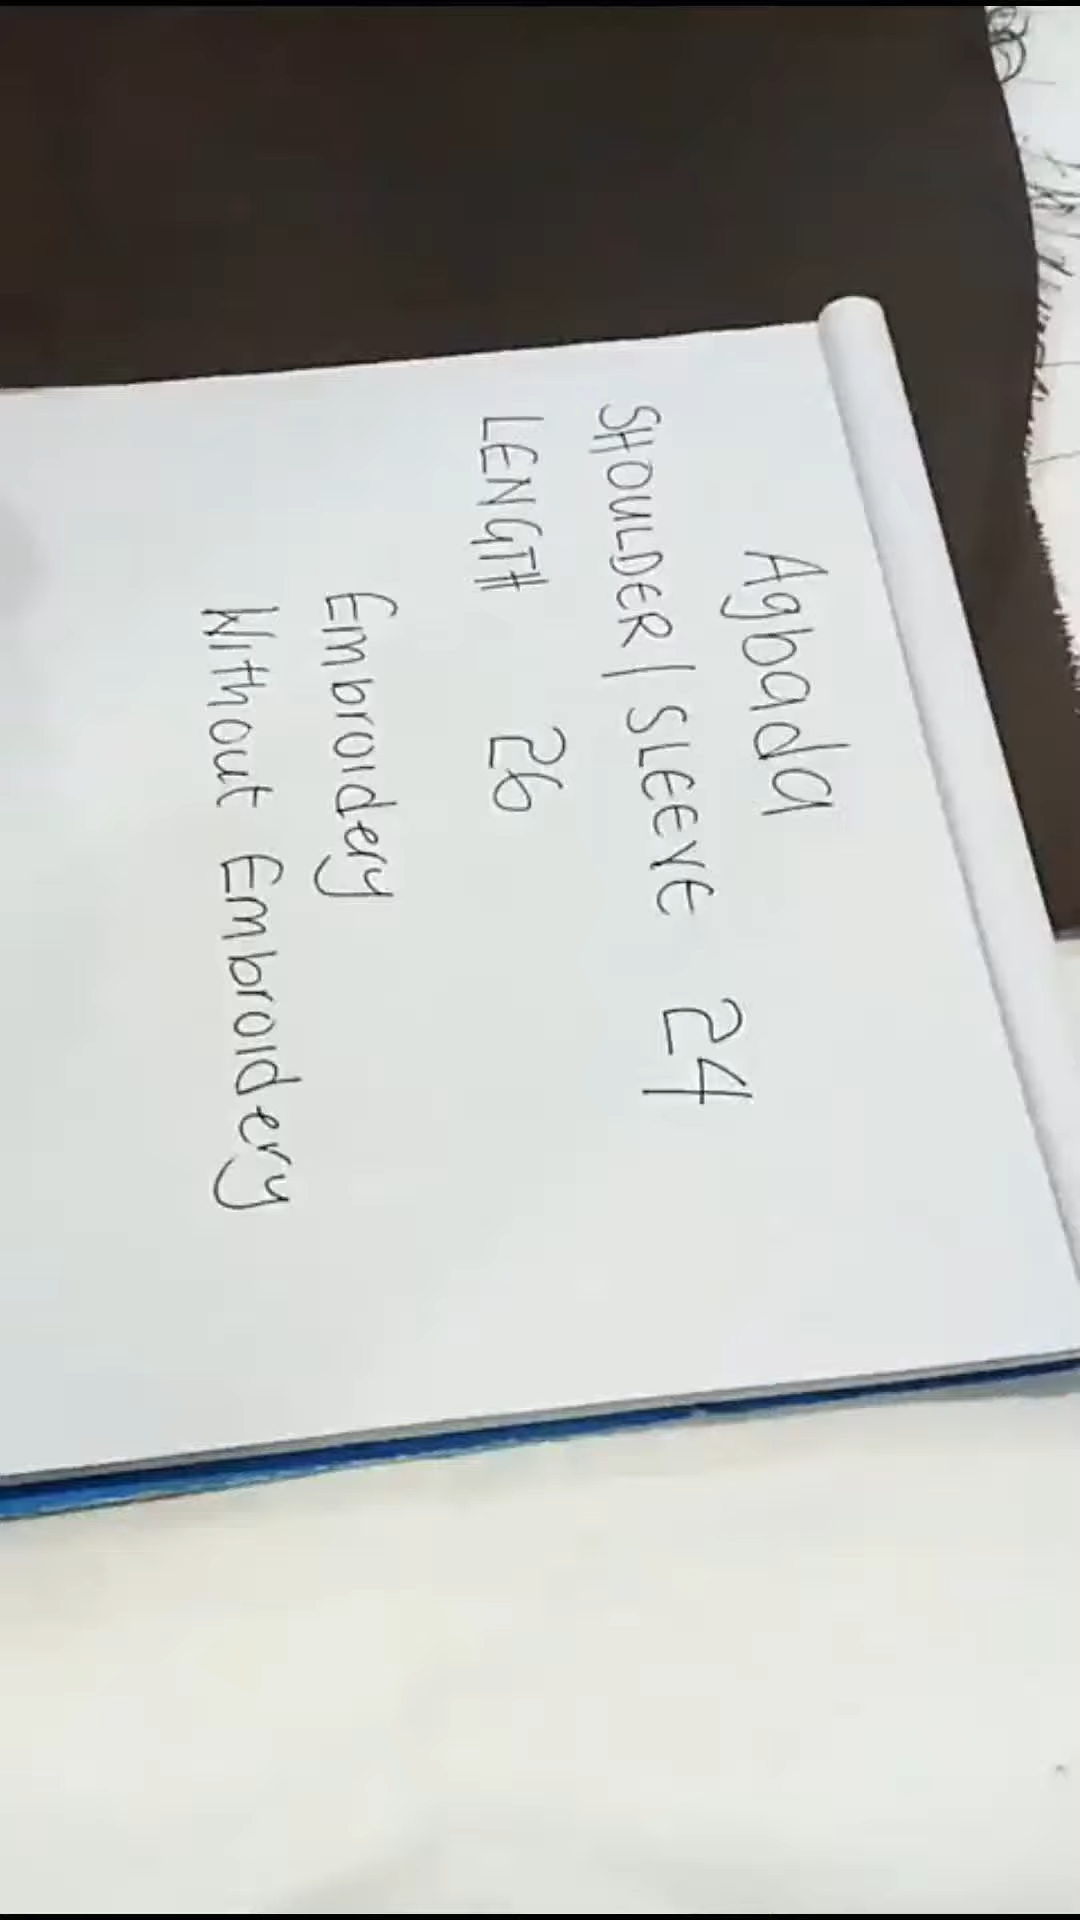 Agbada
SHOULDER/SLEEVE 24
LENGTH 26
Embroidery
Without Embroidery